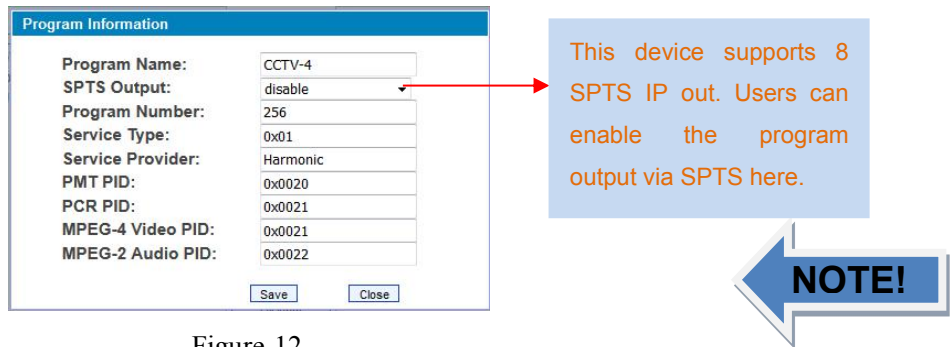 Program Information
Program Name: CCTV-4
SPTS Output: disable
Program Number: 256
Service Type: 0x01
Service Provider: Harmonic
PMT PID: 0x0020
PCR PID: 0x0021
MPEG-4 Video PID: 0x0021
MPEG-2 Audio PID: 0x0022
Save Close
This device supports 8
SPTS IP out. Users can
enable the program
output via SPTS here.
NOTE!
Figure-12